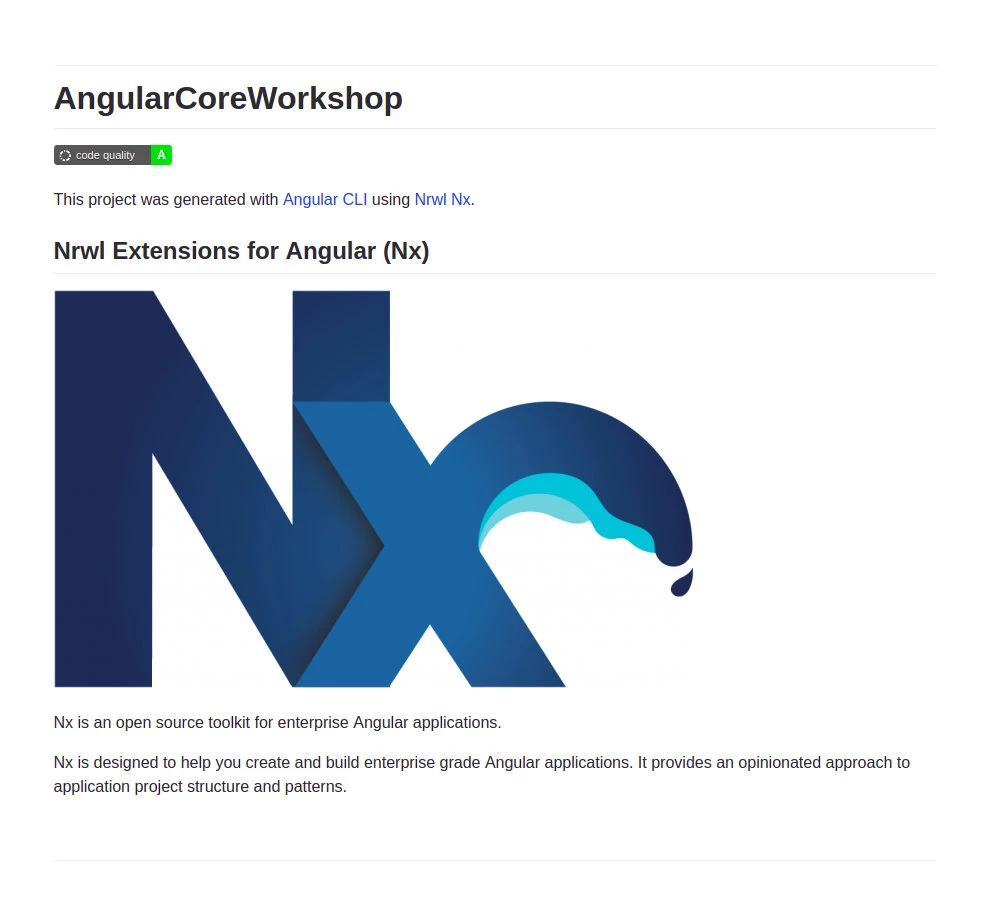 AngularCoreWorkshop
code quality A
This project was generated with Angular CLI using Nrwl Nx.
Nrwl Extensions for Angular (Nx)
Nx
Nx is an open source toolkit for enterprise Angular applications.
Nx is designed to help you create and build enterprise grade Angular applications. It provides an opinionated approach to
application project structure and patterns.